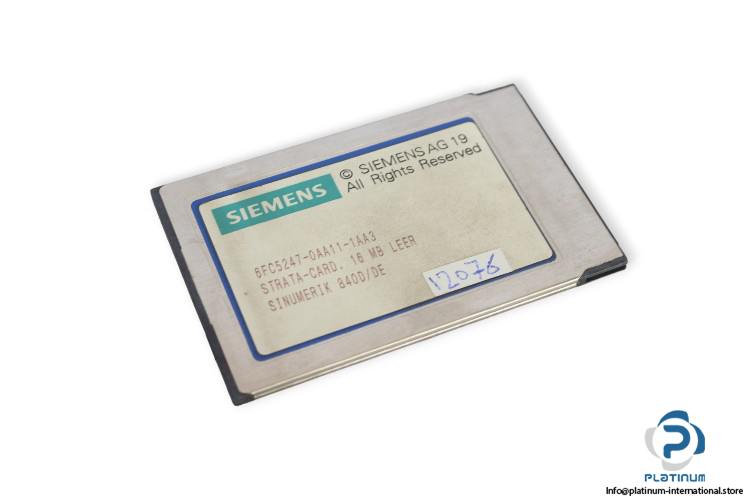 SIEMENS
© SIEMENS AG 19
All Rights Reserved
6FC5247-0AA11-1AA3
STRATA-CARD. 16 MB LEER
SINUMERIK 840D/DE
12076
PLATINUM
Info@platinum-international.store